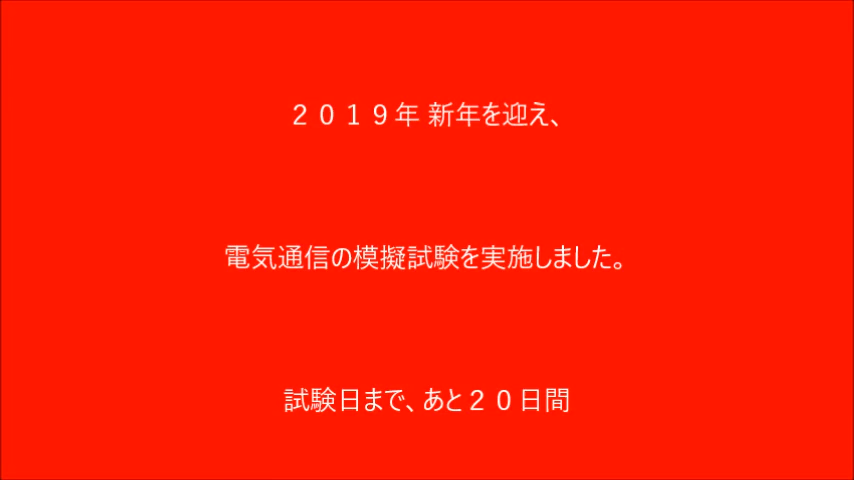 ２０１９年 新年を迎え、
電気通信の模擬試験を実施しました。
試験日まで、あと２０日間